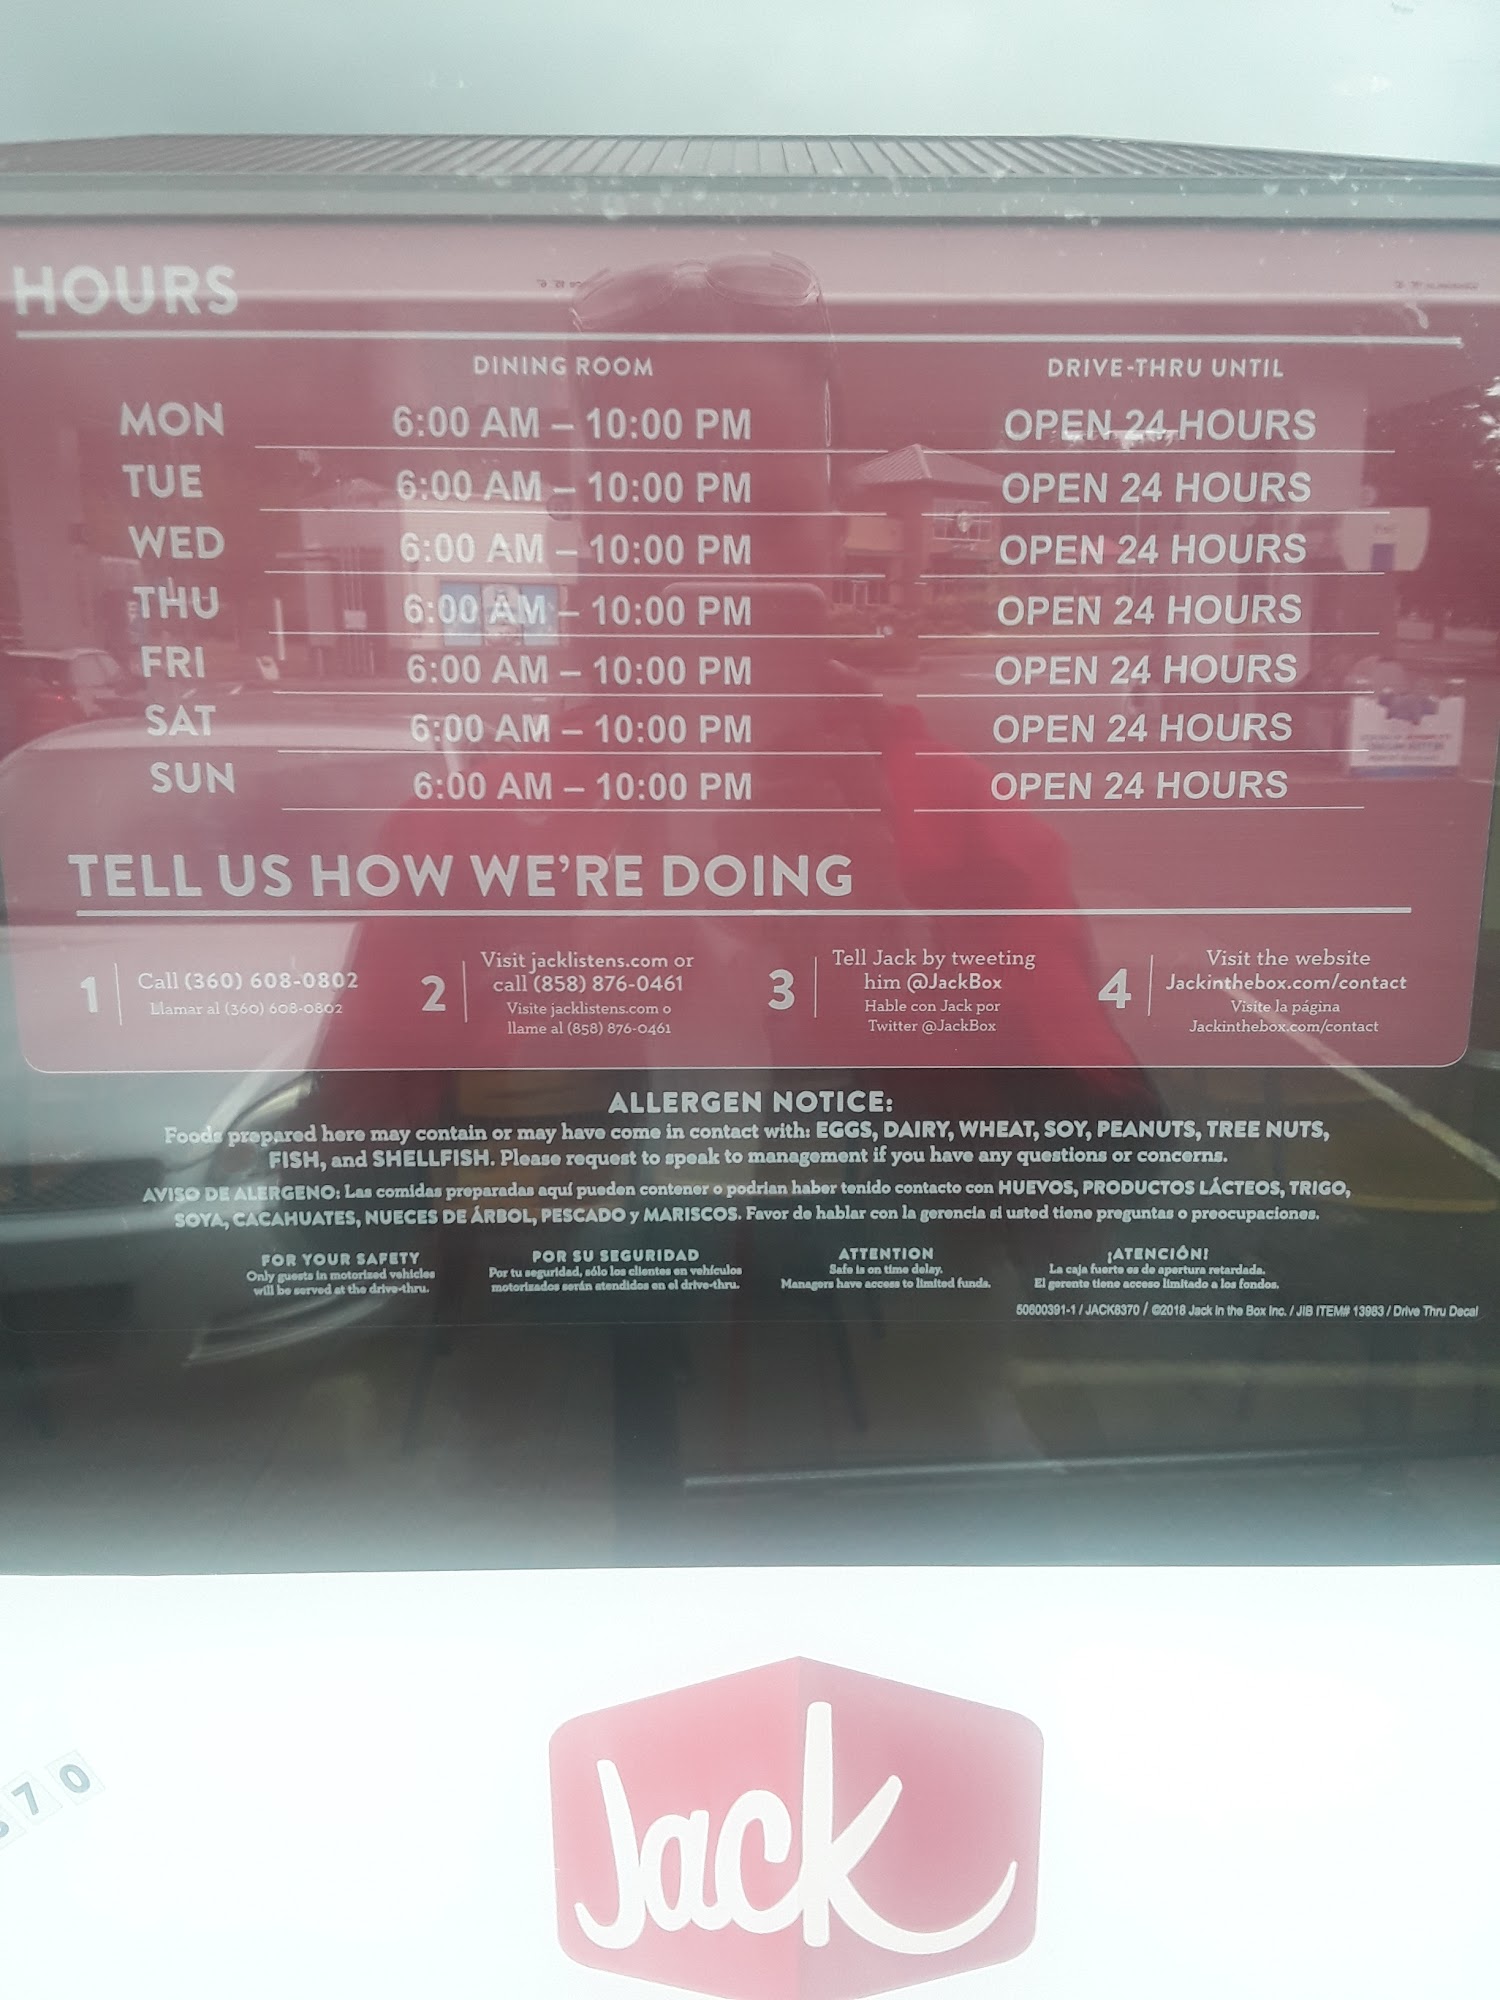 HOURS
DINING ROOM DRIVE-THRU UNTIL
MON 6:00 AM – 10:00 PM OPEN 24 HOURS
TUE 6:00 AM – 10:00 PM OPEN 24 HOURS
WED 6:00 AM – 10:00 PM OPEN 24 HOURS
THU 6:00 AM – 10:00 PM OPEN 24 HOURS
FRI 6:00 AM – 10:00 PM OPEN 24 HOURS
SAT 6:00 AM – 10:00 PM OPEN 24 HOURS
SUN 6:00 AM – 10:00 PM OPEN 24 HOURS
TELL US HOW WE'RE DOING
1
Call (360) 608-0802
Llamar al (360) 608-0802
2
Visit jacklistens.com or
call (858) 876-0461
Visite jacklistens.com o
llame al (858) 876-0461
3
Tell Jack by tweeting
him @JackBox
Hable con Jack por
Twitter @JackBox
4
Visit the website
Jackinthebox.com/contact
Visite la página
Jackinthebox.com/contact
ALLERGEN NOTICE:
Foods prepared here may contain or may have come in contact with: EGGS, DAIRY, WHEAT, SOY, PEANUTS, TREE NUTS,
FISH, and SHELLFISH. Please request to speak to management if you have any questions or concerns.
AVISO DE ALERGENO: Las comidas preparadas aquí pueden contener o podrían haber tenido contacto con HUEVOS, PRODUCTOS LÁCTEOS, TRIGO,
SOYA, CACAHUATES, NUECES DE ÁRBOL, PESCADO y MARISCOS. Favor de hablar con la gerencia si usted tiene preguntas o preocupaciones.
FOR YOUR SAFETY
Only guests in motorized vehicles
will be served at the drive-thru.
POR SU SEGURIDAD
Por tu seguridad, sólo los clientes en vehículos
motorizados serán atendidos en el drive-thru.
ATTENTION
Safe is on time delay.
Managers have access to limited funds.
¡ATENCIÓN!
La caja fuerte es de apertura retardada.
El gerente tiene acceso limitado a los fondos.
50600391-1 / JACK8370 / ©2018 Jack in the Box Inc. / JIB ITEM# 13983 / Drive Thru Decal
70
Jack